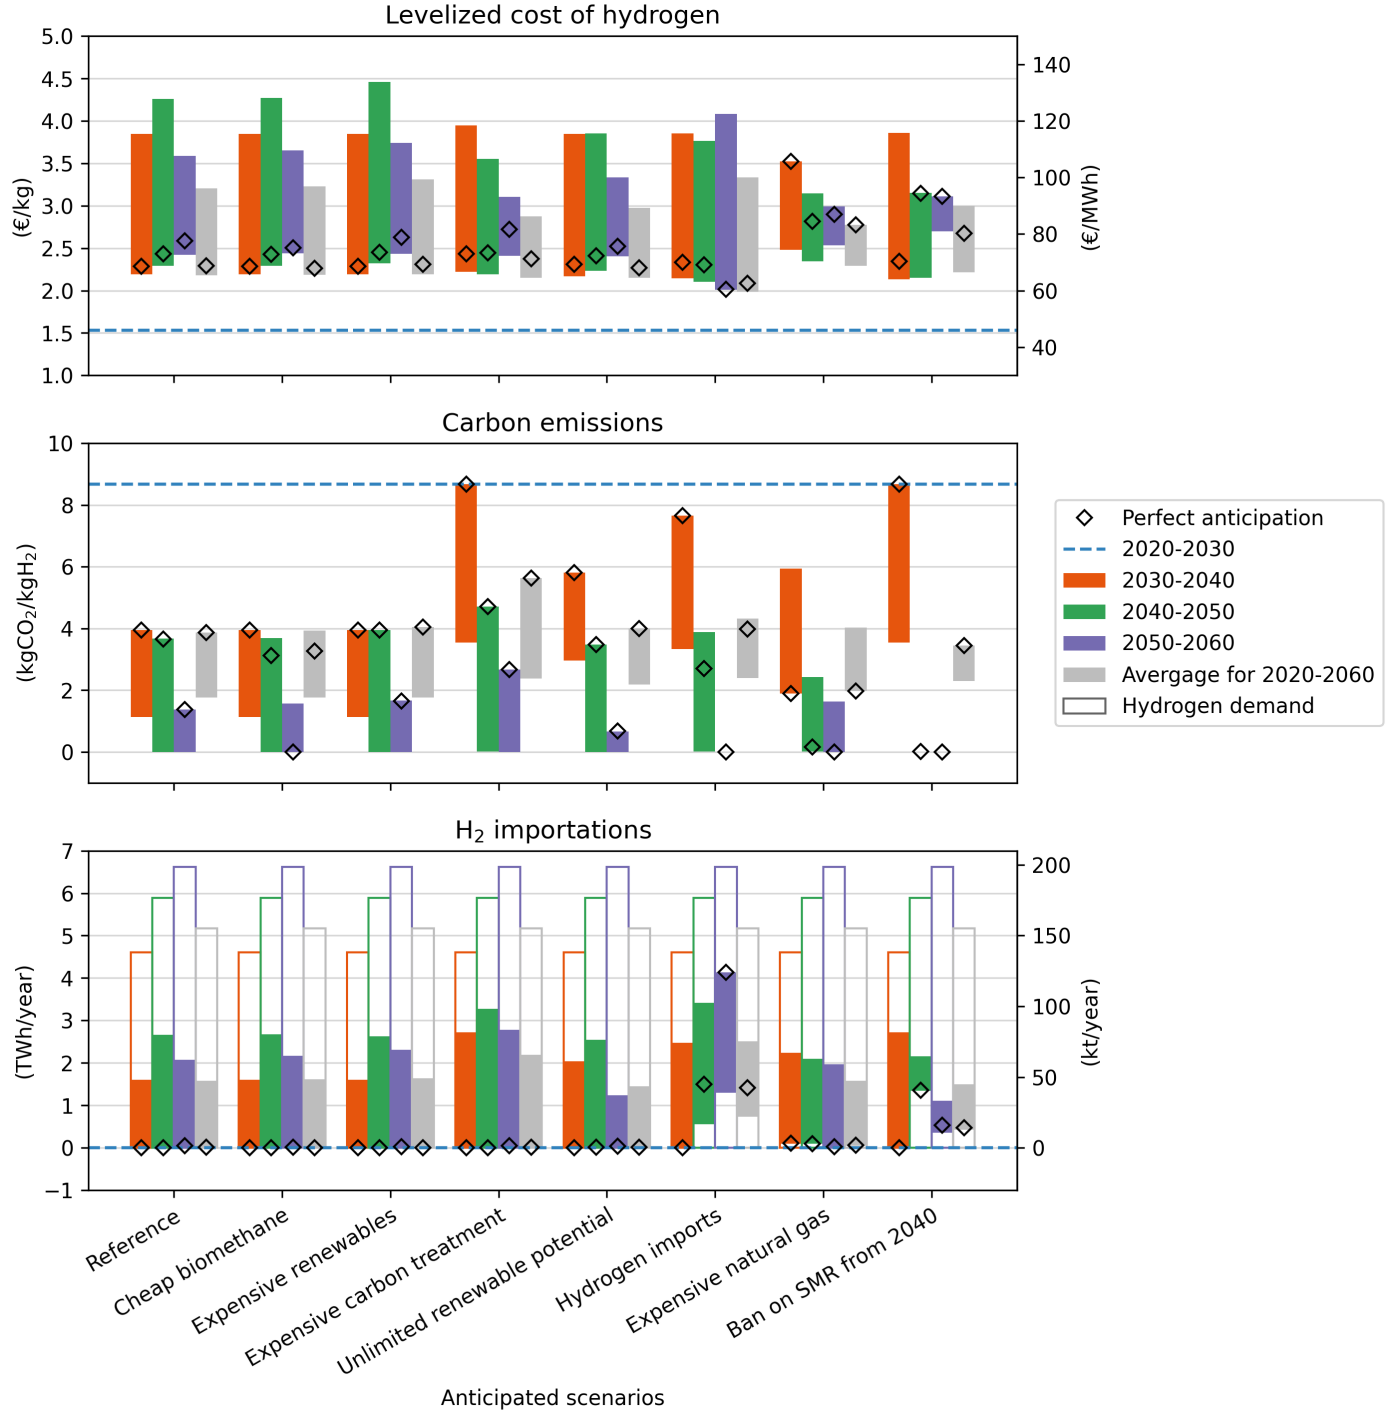 Levelized cost of hydrogen
5.0
4.5
4.0
3.5
3.0
2.5
2.0
1.5
1.0
(€/kg)
140
120
100
80
60
40
(€/MWh)
Carbon emissions
10
8
6
4
2
0
(kgCO₂/kgH₂)
Perfect anticipation
2020-2030
2030-2040
2040-2050
2050-2060
Avergage for 2020-2060
Hydrogen demand
H₂ importations
7
6
5
4
3
2
1
0
−1
(TWh/year)
200
150
100
50
0
(kt/year)
Reference
Cheap biomethane
Expensive renewables
Expensive carbon treatment
Unlimited renewable potential
Hydrogen imports
Expensive natural gas
Ban on SMR from 2040
Anticipated scenarios